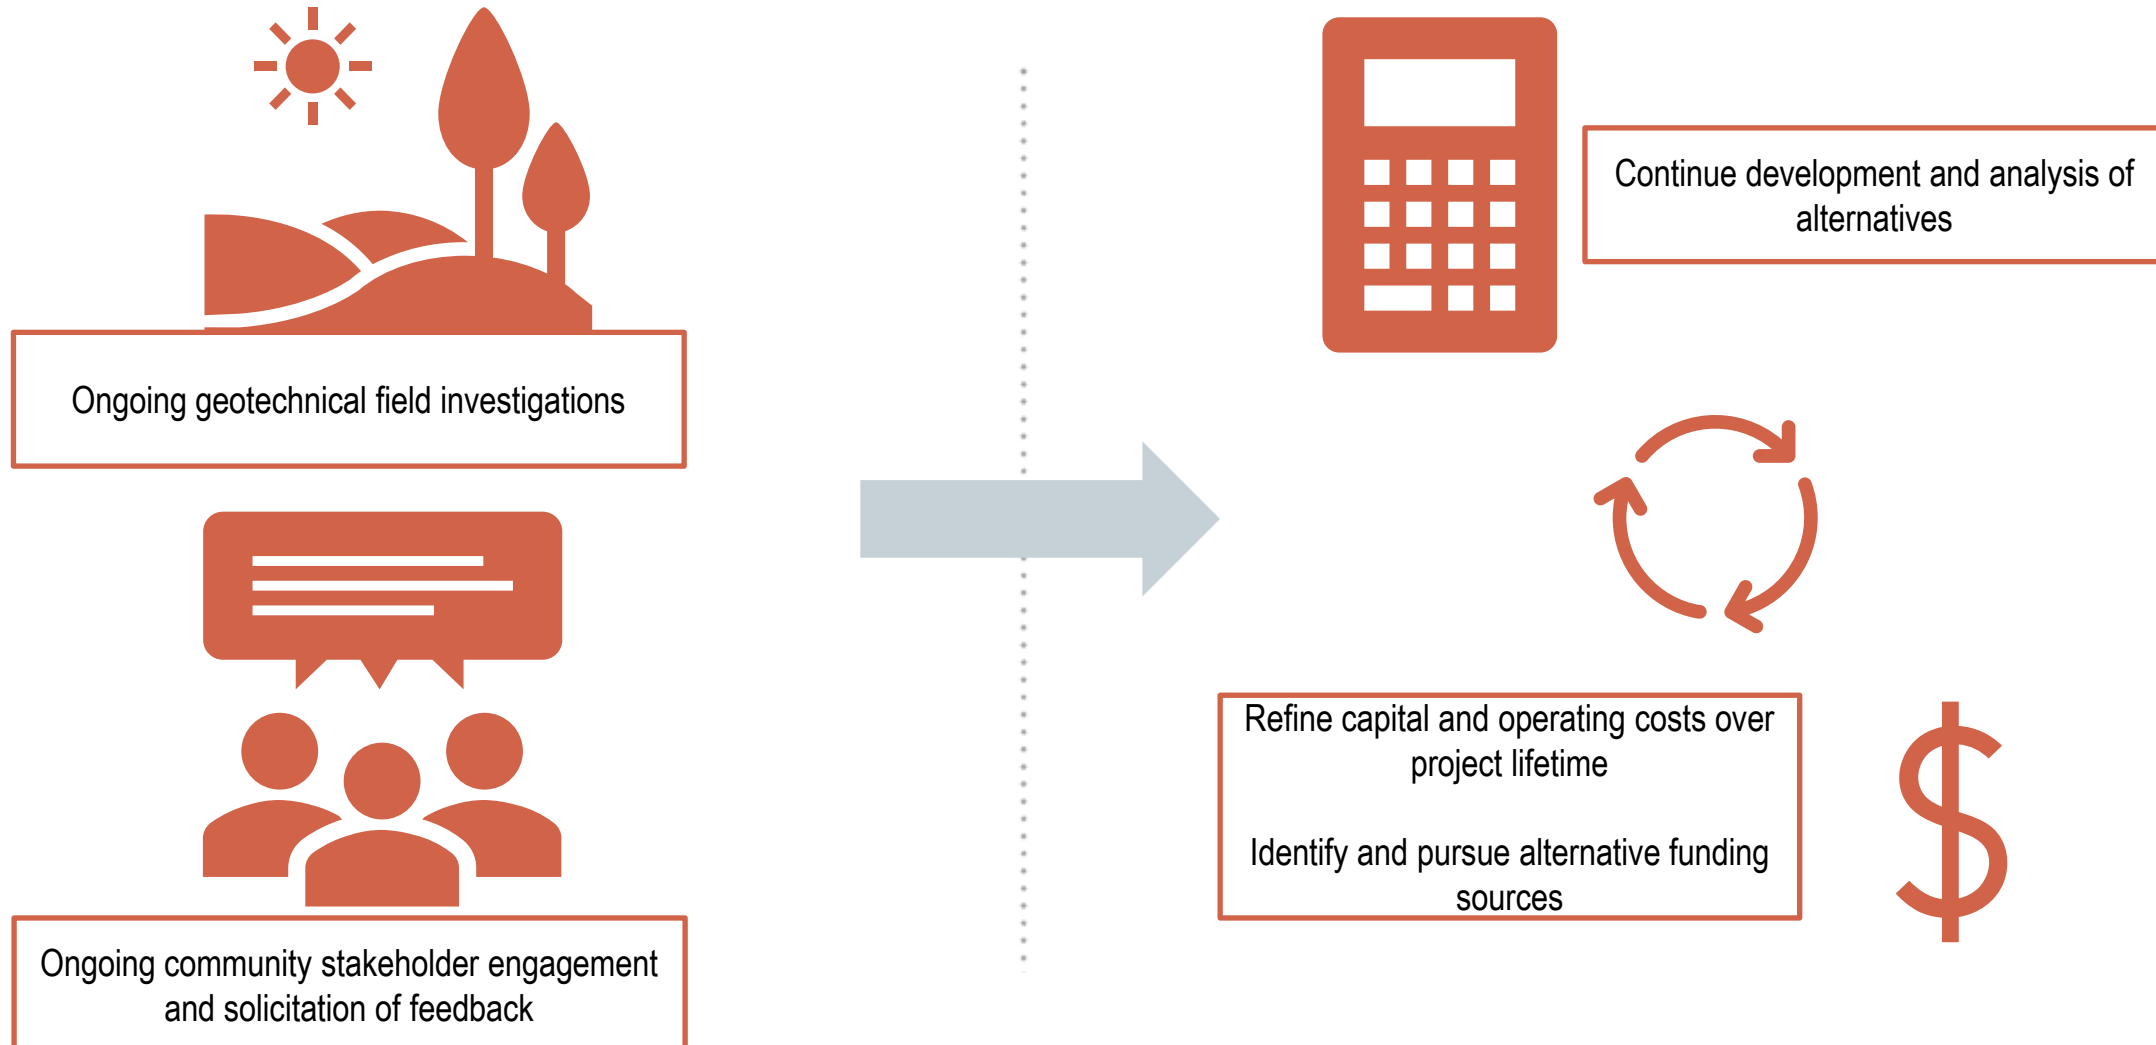 Ongoing geotechnical field investigations
Ongoing community stakeholder engagement
and solicitation of feedback
Continue development and analysis of
alternatives
Refine capital and operating costs over
project lifetime
Identify and pursue alternative funding
sources